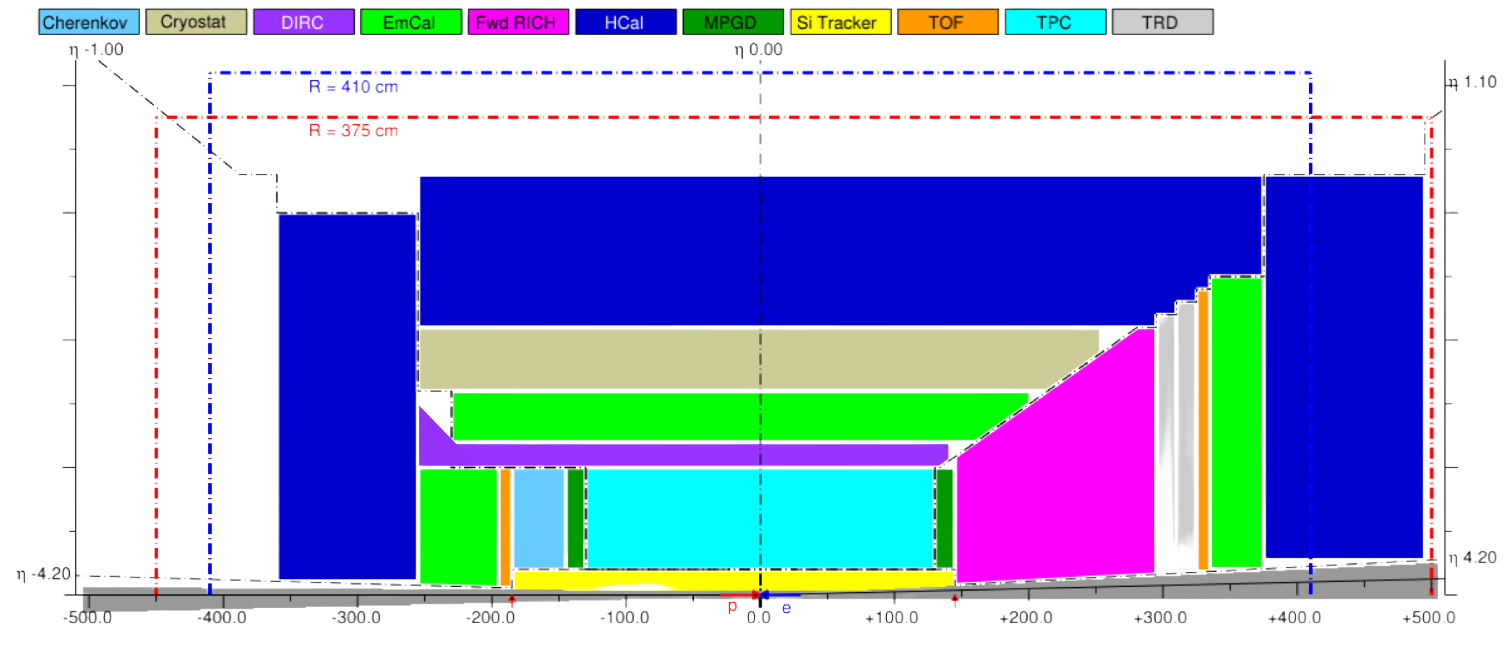 Cherenkov Cryostat DIRC EmCal Fwd RICH HCal MPGD Si Tracker TOF TPC TRD
η -1.00 η 0.00
η 1.10
R = 410 cm
R = 375 cm
η 4.20
η -4.20
p e
-500.0 -400.0 -300.0 -200.0 -100.0 0.0 +100.0 +200.0 +300.0 +400.0 +500.0